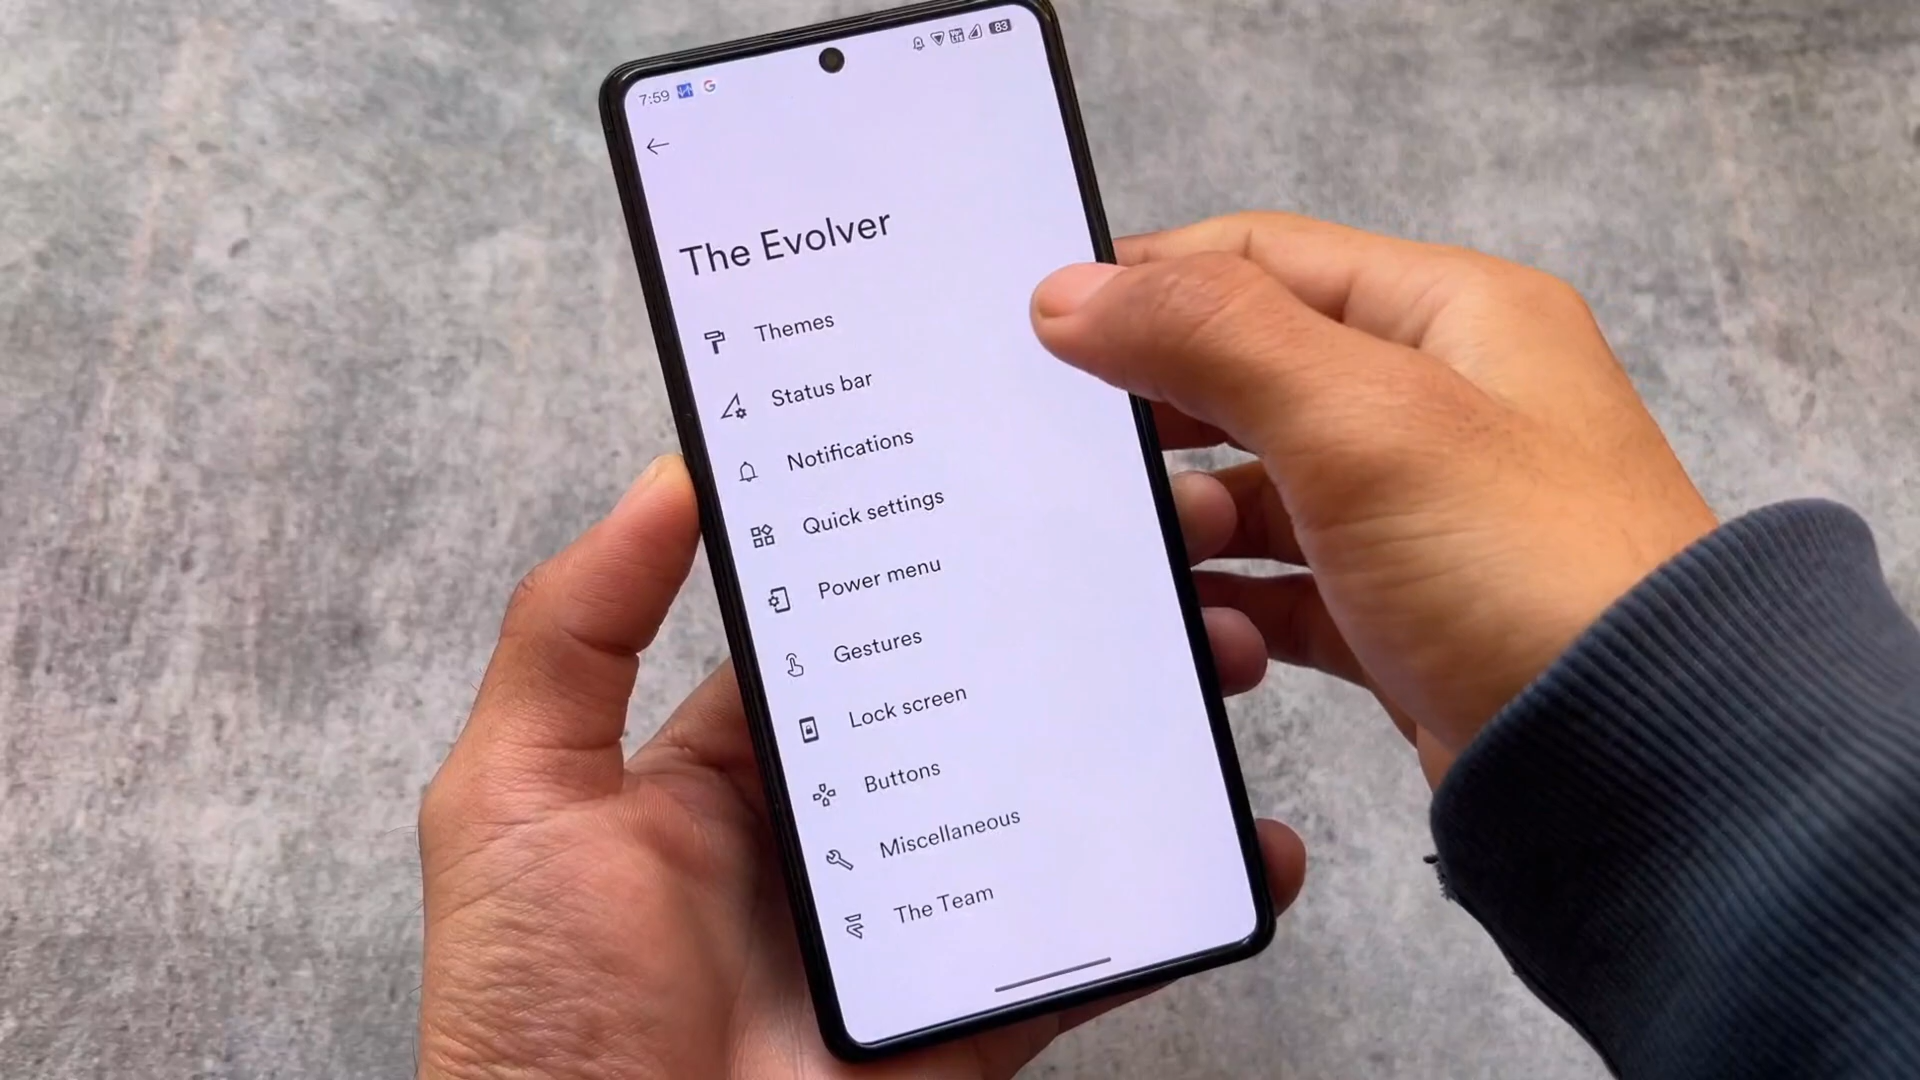 7:59 G 83
The Evolver
Themes
Status bar
Notifications
Quick settings
Power menu
Gestures
Lock screen
Buttons
Miscellaneous
The Team